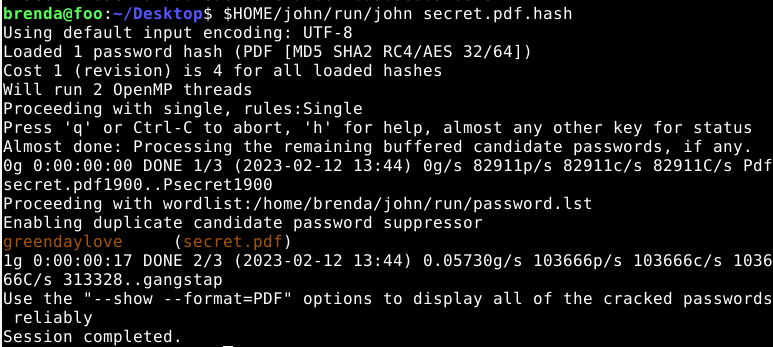 brenda@foo:~/Desktop$ $HOME/john/run/john secret.pdf.hash
Using default input encoding: UTF-8
Loaded 1 password hash (PDF [MD5 SHA2 RC4/AES 32/64])
Cost 1 (revision) is 4 for all loaded hashes
Will run 2 OpenMP threads
Proceeding with single, rules:Single
Press 'q' or Ctrl-C to abort, 'h' for help, almost any other key for status
Almost done: Processing the remaining buffered candidate passwords, if any.
0g 0:00:00:00 DONE 1/3 (2023-02-12 13:44) 0g/s 82911p/s 82911c/s 82911C/s Pdf
secret.pdf1900..Psecret1900
Proceeding with wordlist:/home/brenda/john/run/password.lst
Enabling duplicate candidate password suppressor
greendaylove     (secret.pdf)
1g 0:00:00:17 DONE 2/3 (2023-02-12 13:44) 0.05730g/s 103666p/s 103666c/s 1036
66C/s 313328..gangstap
Use the "--show --format=PDF" options to display all of the cracked passwords
 reliably
Session completed.